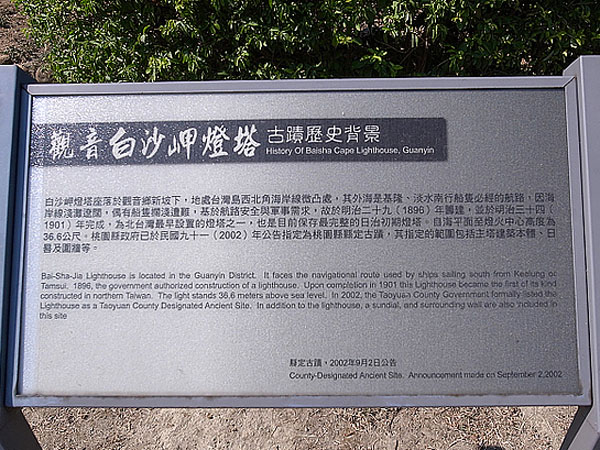 觀音白沙岬燈塔 古蹟歷史背景
History Of Baisha Cape Lighthouse, Guanyin
白沙岬燈塔座落於觀音鄉新坡下，地處台灣島西北角海岸線微凸處，其外海是基隆、淡水南行船隻必經的航路，因海
岸線淺灘遼闊，偶有船隻擱淺遭難，基於航路安全與軍事需求，故於明治二十九（1896）年籌建，並於明治三十四（
1901）年完成，為北台灣最早設置的燈塔之一，也是目前保存最完整的日治初期燈塔。自海平面至燈火中心高度為
36.6公尺。桃園縣政府已於民國九十一（2002）年公告指定為桃園縣縣定古蹟，其指定的範圍包括主塔建築本體、日
晷及圍牆等。
Bai-Sha-Jia Lighthouse is located in the Guanyin District. It faces the navigational route used by ships sailing south from Keelung or
Tamsui. 1896, the government authorized construction of a lighthouse. Upon completion in 1901 this Lighthouse became the first of its kind
constructed in northern Taiwan. The light stands 36.6 meters above sea level. In 2002, the Taoyuan County Government formally listed the
Lighthouse as a Taoyuan County Designated Ancient Site. In addition to the lighthouse, a sundial, and surrounding wall are also included in
this site
縣定古蹟，2002年9月2日公告
County-Designated Ancient Site. Announcement made on September 2,2002